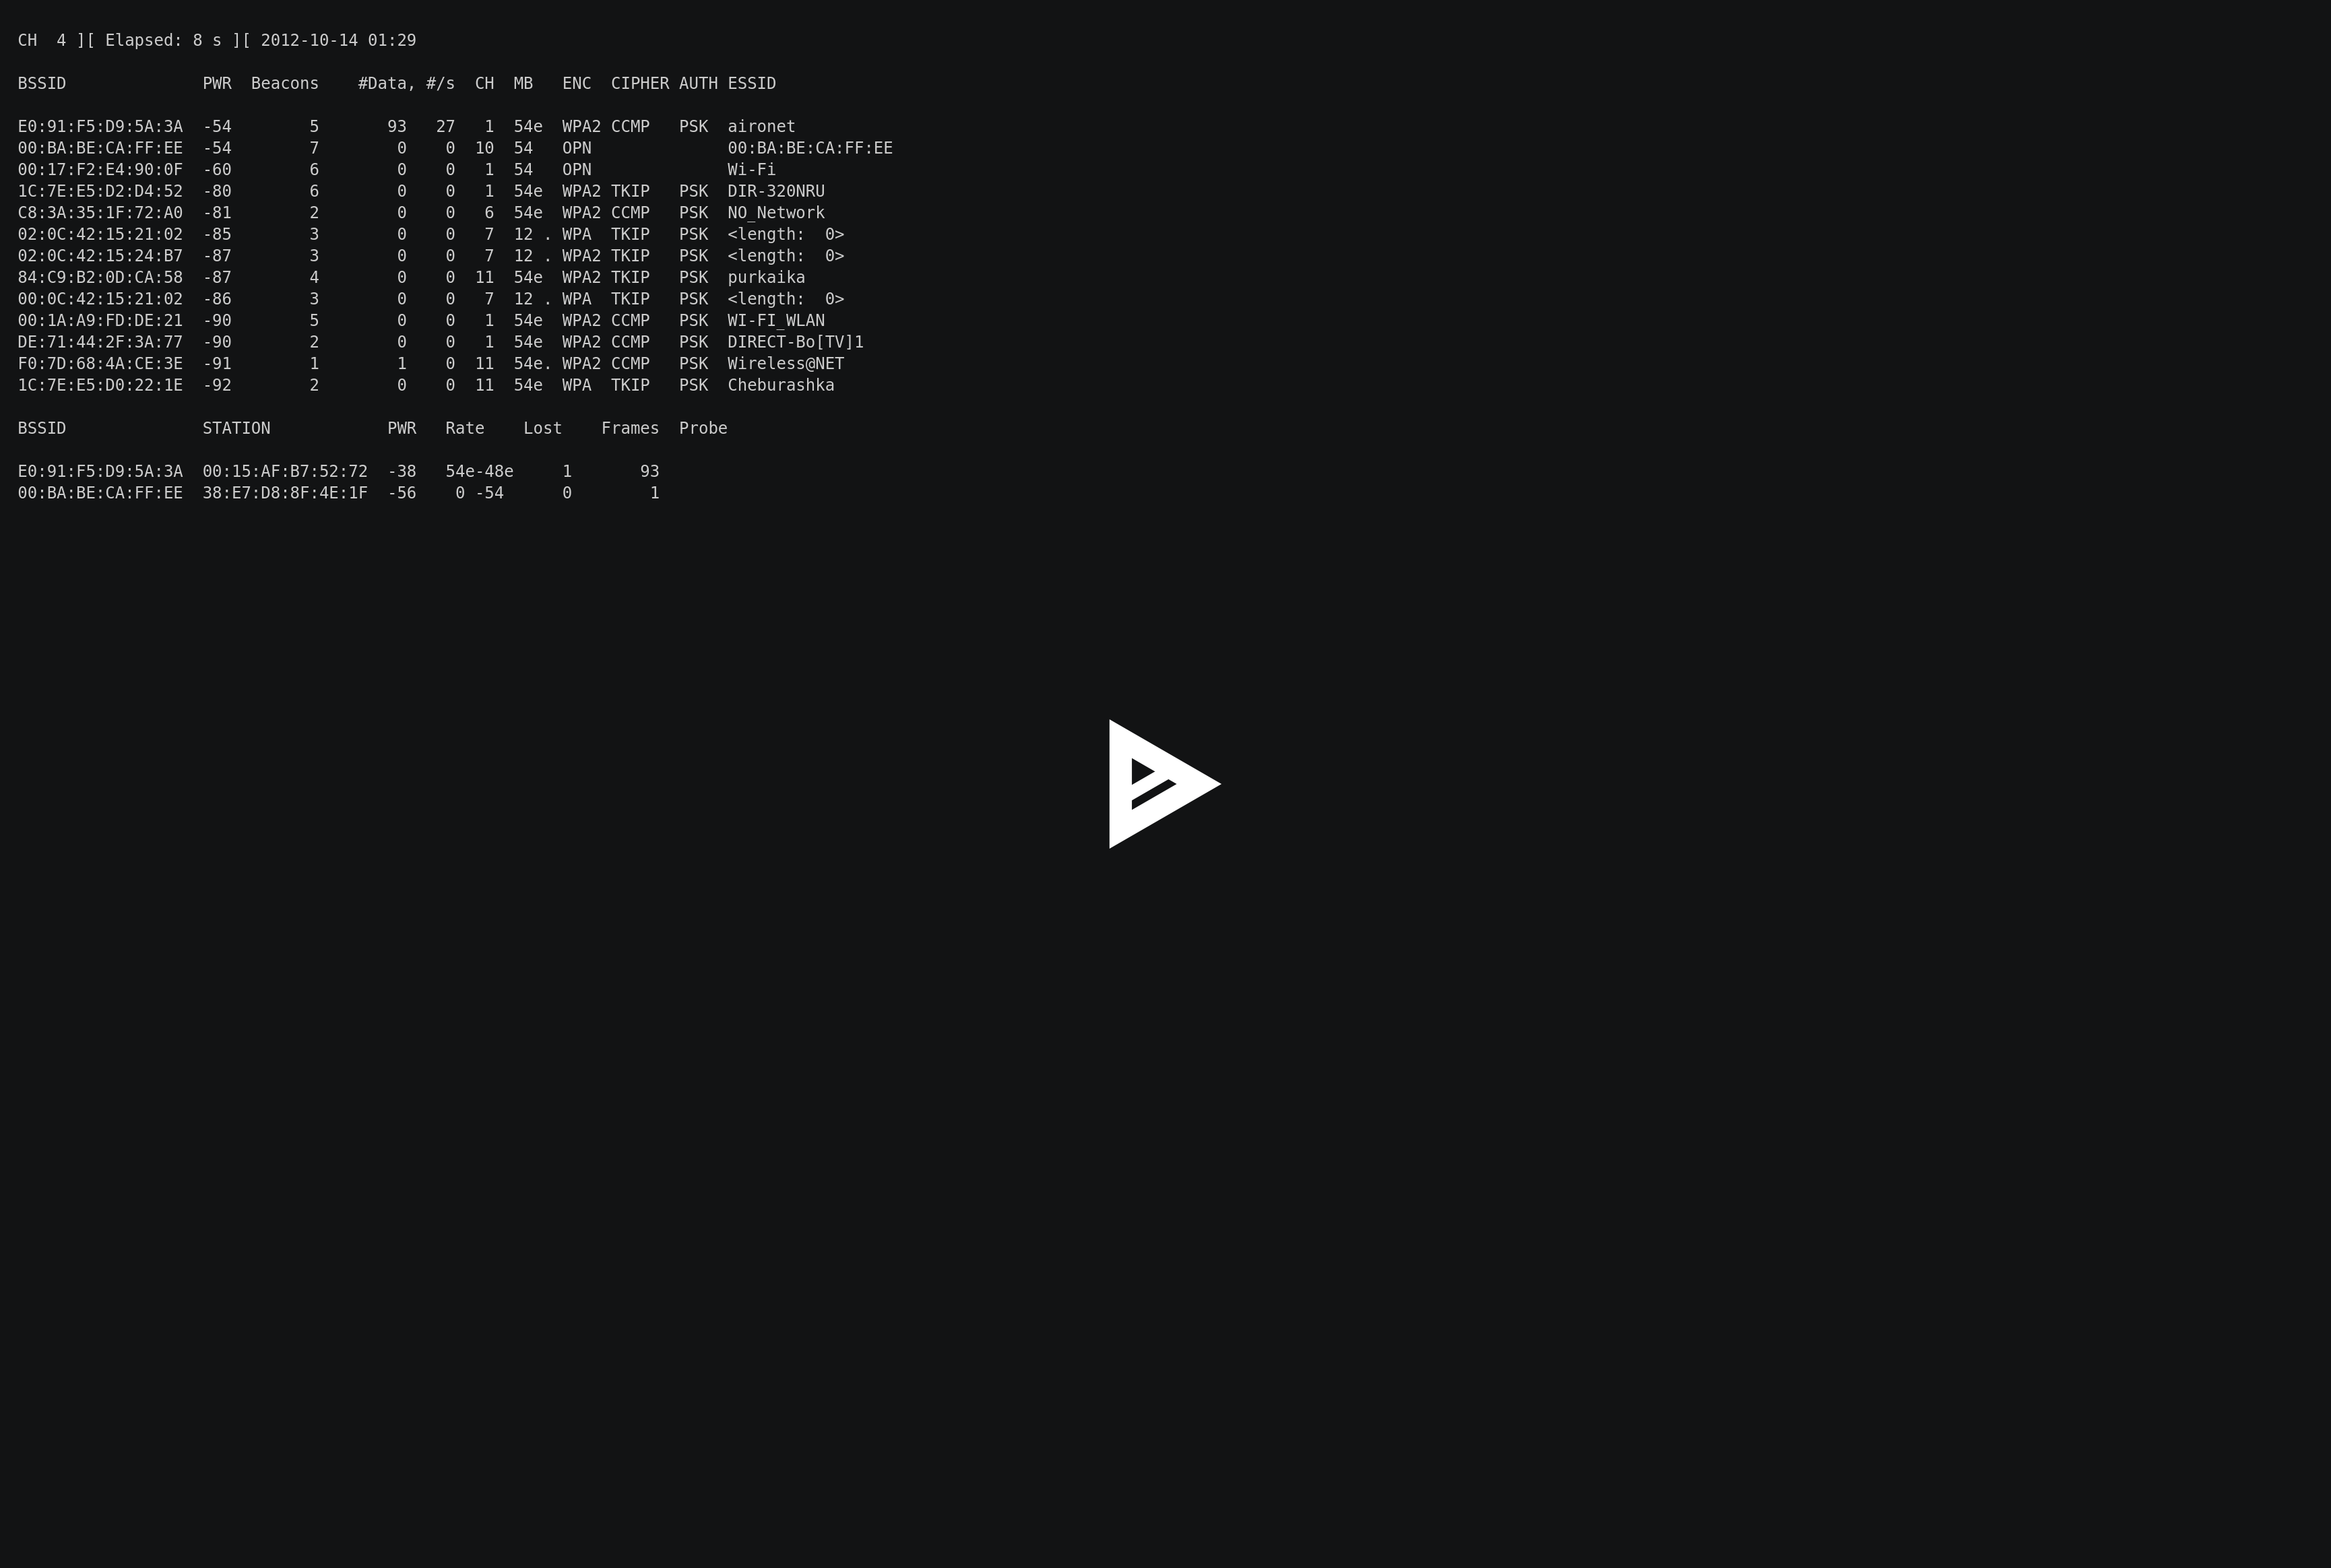 CH  4 ][ Elapsed: 8 s ][ 2012-10-14 01:29
BSSID              PWR  Beacons    #Data, #/s  CH  MB   ENC  CIPHER AUTH ESSID
E0:91:F5:D9:5A:3A  -54        5       93   27   1  54e  WPA2 CCMP   PSK  aironet
00:BA:BE:CA:FF:EE  -54        7        0    0  10  54   OPN              00:BA:BE:CA:FF:EE
00:17:F2:E4:90:0F  -60        6        0    0   1  54   OPN              Wi-Fi
1C:7E:E5:D2:D4:52  -80        6        0    0   1  54e  WPA2 TKIP   PSK  DIR-320NRU
C8:3A:35:1F:72:A0  -81        2        0    0   6  54e  WPA2 CCMP   PSK  NO_Network
02:0C:42:15:21:02  -85        3        0    0   7  12 . WPA  TKIP   PSK  <length:  0>
02:0C:42:15:24:B7  -87        3        0    0   7  12 . WPA2 TKIP   PSK  <length:  0>
84:C9:B2:0D:CA:58  -87        4        0    0  11  54e  WPA2 TKIP   PSK  purkaika
00:0C:42:15:21:02  -86        3        0    0   7  12 . WPA  TKIP   PSK  <length:  0>
00:1A:A9:FD:DE:21  -90        5        0    0   1  54e  WPA2 CCMP   PSK  WI-FI_WLAN
DE:71:44:2F:3A:77  -90        2        0    0   1  54e  WPA2 CCMP   PSK  DIRECT-Bo[TV]1
F0:7D:68:4A:CE:3E  -91        1        1    0  11  54e. WPA2 CCMP   PSK  Wireless@NET
1C:7E:E5:D0:22:1E  -92        2        0    0  11  54e  WPA  TKIP   PSK  Cheburashka
BSSID              STATION            PWR   Rate    Lost    Frames  Probe
E0:91:F5:D9:5A:3A  00:15:AF:B7:52:72  -38   54e-48e     1       93
00:BA:BE:CA:FF:EE  38:E7:D8:8F:4E:1F  -56    0 -54      0        1